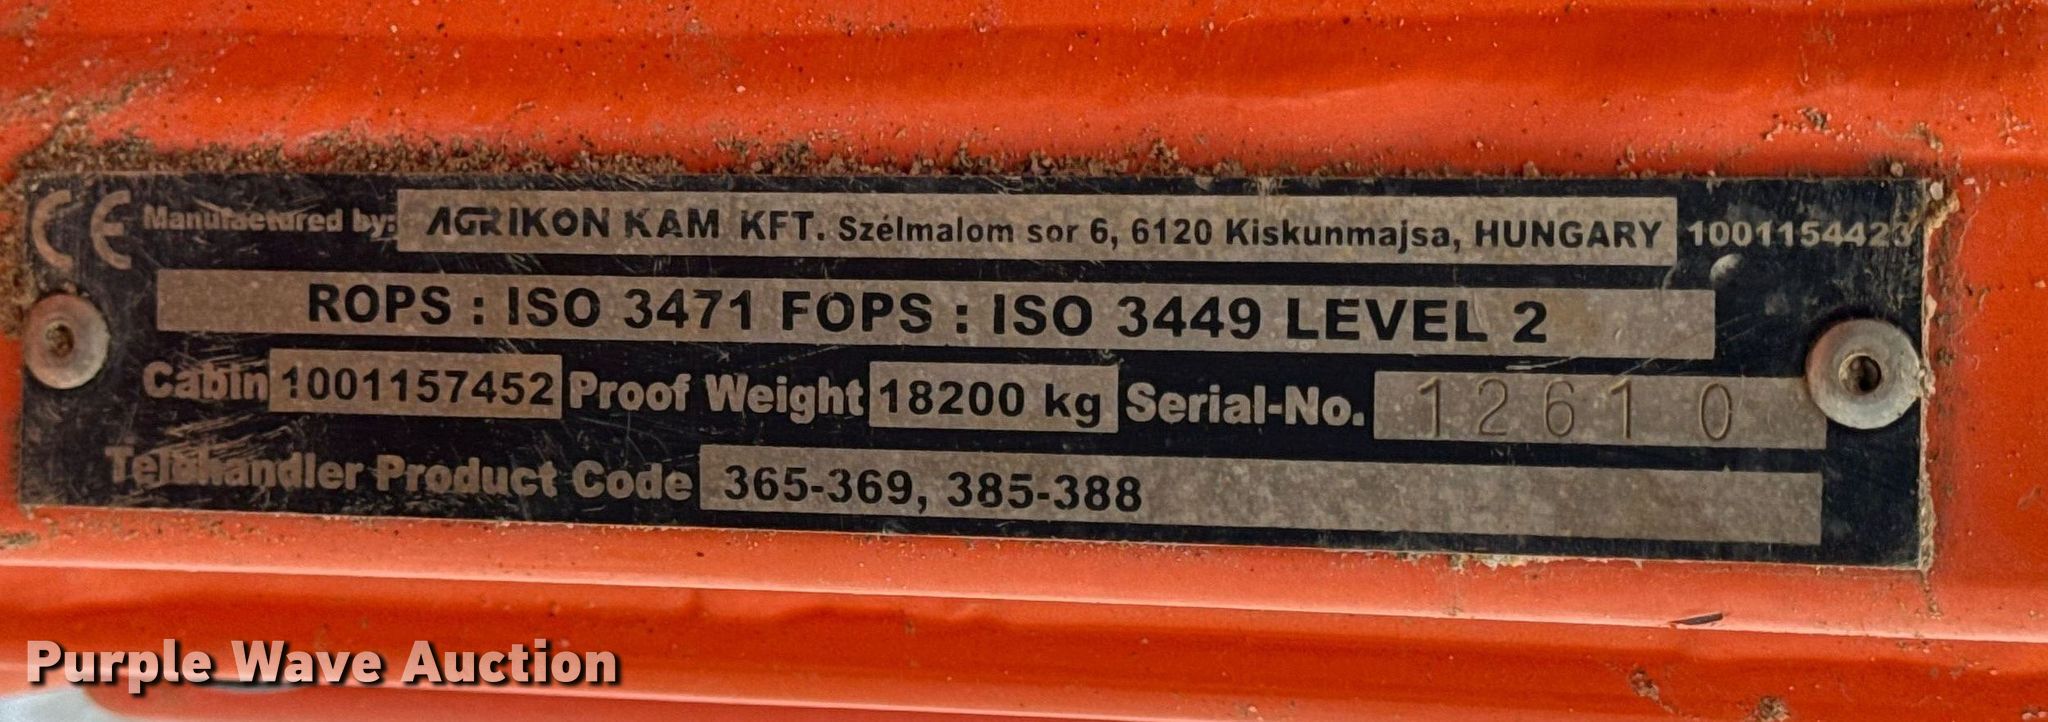 CE Manufactured by: AGRIKON KAM KFT. Szélmalom sor 6, 6120 Kiskunmajsa, HUNGARY 1001154423
ROPS : ISO 3471 FOPS : ISO 3449 LEVEL 2
Cabin 1001157452 Proof Weight 18200 kg Serial-No. 12610
Telehandler Product Code 365-369, 385-388
Purple Wave Auction